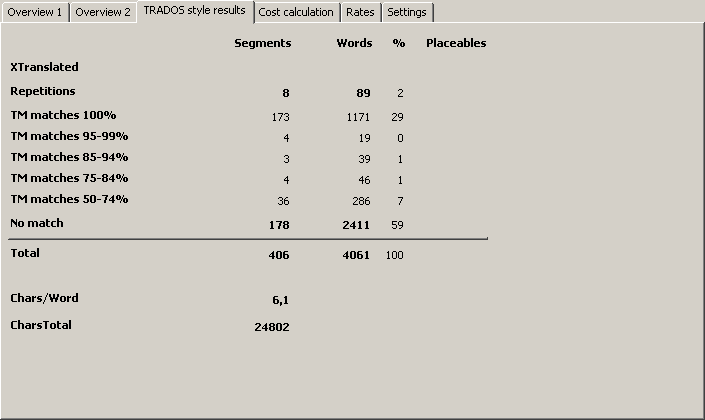 Overview 1 Overview 2 TRADOS style results Cost calculation Rates Settings
Segments Words % Placeables
XTranslated
Repetitions 8 89 2
TM matches 100% 173 1171 29
TM matches 95-99% 4 19 0
TM matches 85-94% 3 39 1
TM matches 75-84% 4 46 1
TM matches 50-74% 36 286 7
No match 178 2411 59
Total 406 4061 100
Chars/Word 6,1
CharsTotal 24802